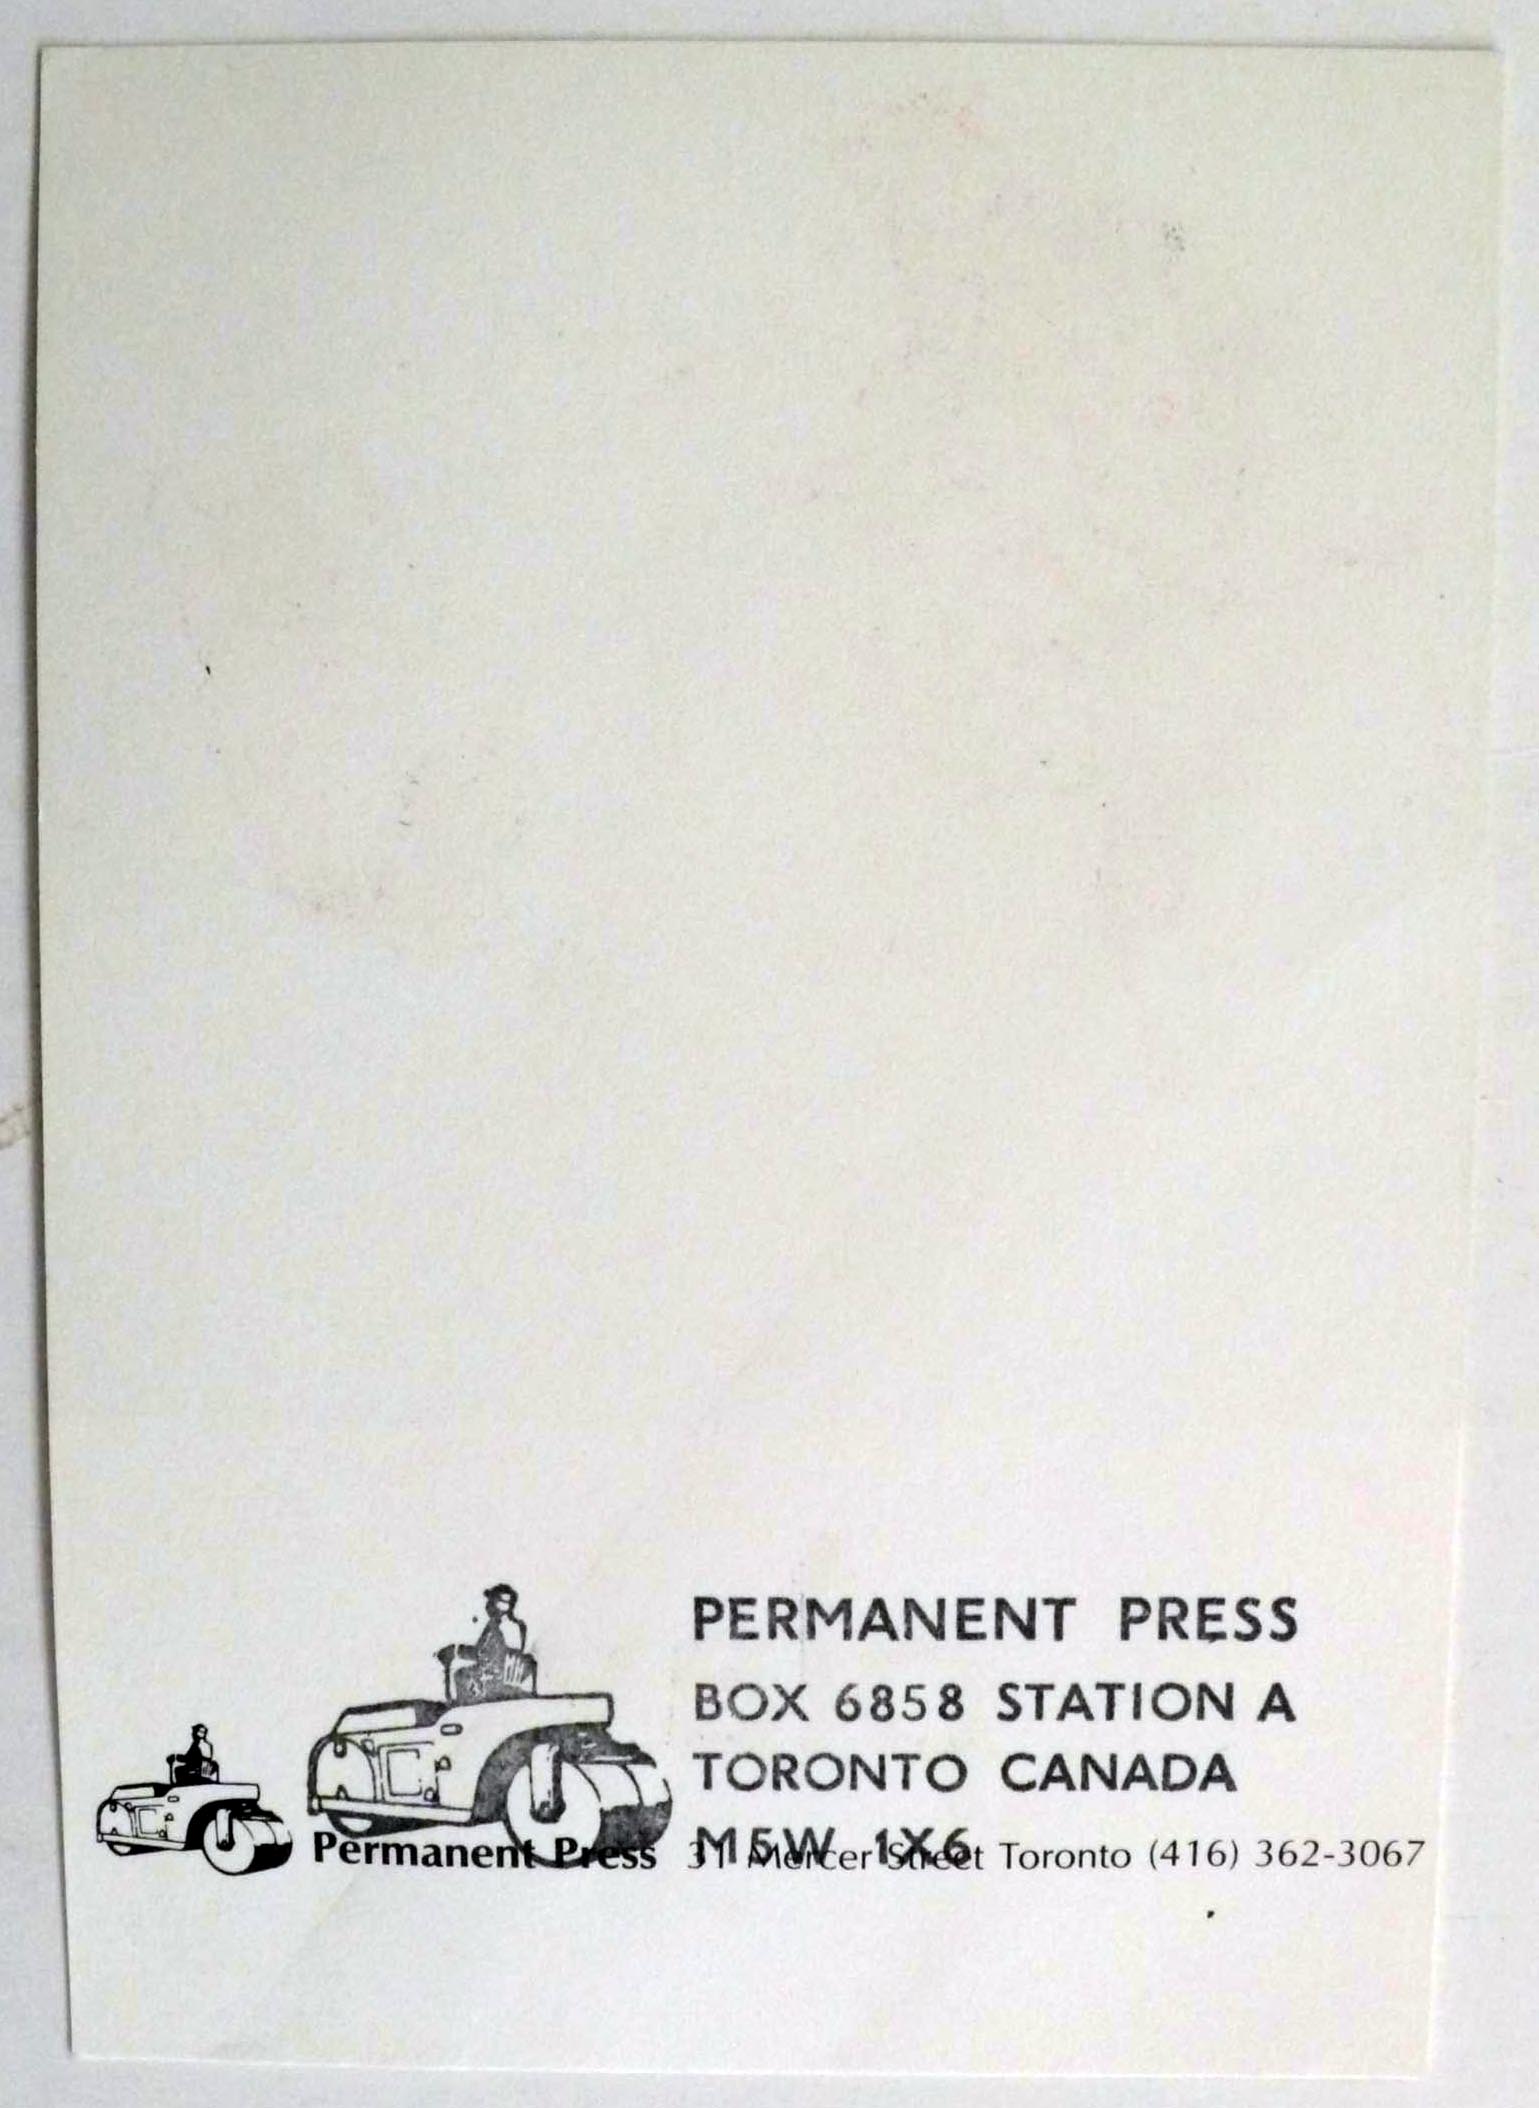 PERMANENT PRESS
BOX 6858 STATION A
TORONTO CANADA
M5W 1X6
Permanent Press 31 Mercer Street Toronto (416) 362-3067